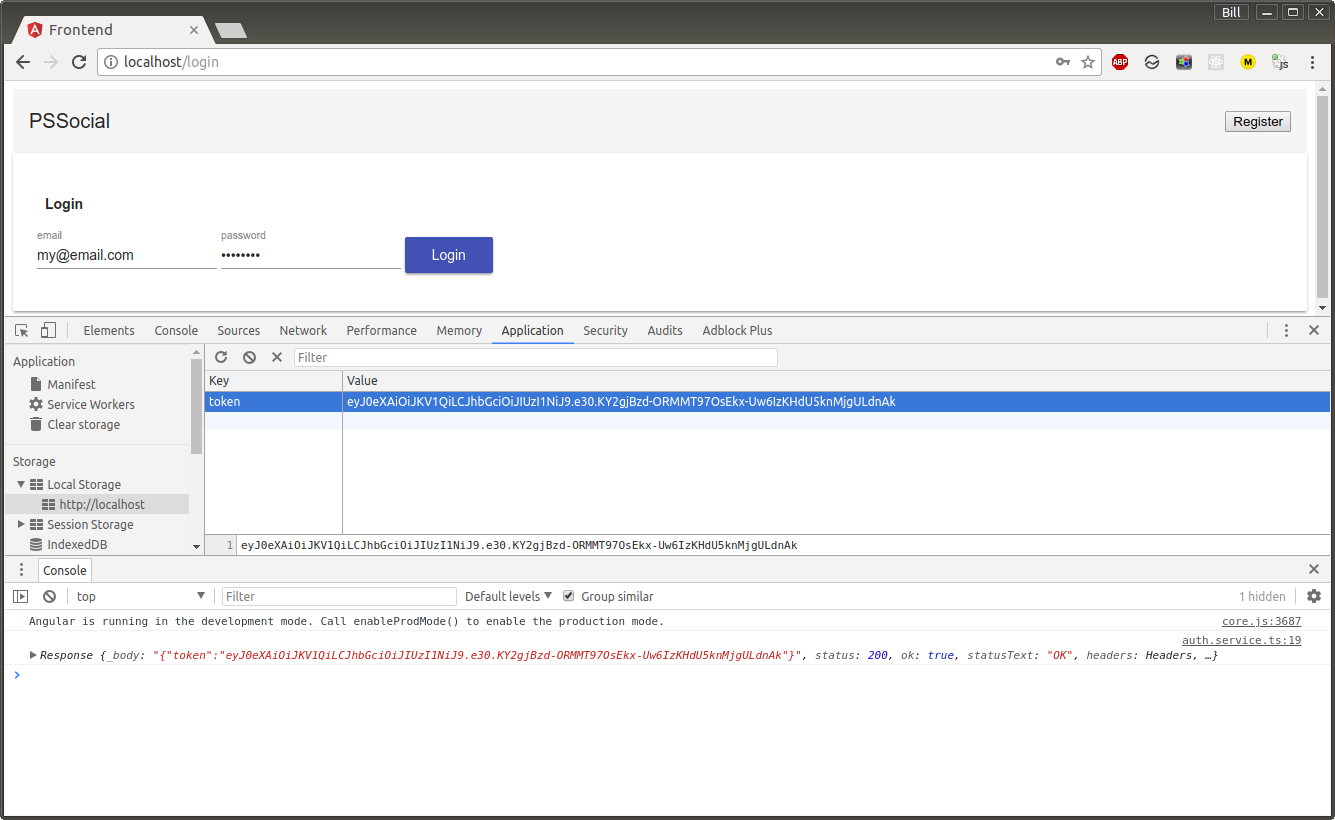 Bill
Frontend
localhost/login
ABP
M
js
PSSocial
Register
Login
email
password
my@email.com
••••••••
Login
Elements Console Sources Network Performance Memory Application Security Audits Adblock Plus
Application
Manifest
Service Workers
Clear storage
Storage
Local Storage
http://localhost
Session Storage
IndexedDB
Filter
Key Value
token eyJ0eXAiOiJKV1QiLCJhbGciOiJIUzI1NiJ9.e30.KY2gjBzd-ORMMT97OsEkx-Uw6IzKHdU5knMjgULdnAk
1 eyJ0eXAiOiJKV1QiLCJhbGciOiJIUzI1NiJ9.e30.KY2gjBzd-ORMMT97OsEkx-Uw6IzKHdU5knMjgULdnAk
Console
top Filter Default levels Group similar 1 hidden
Angular is running in the development mode. Call enableProdMode() to enable the production mode. core.js:3687
auth.service.ts:19
Response {_body: "{"token":"eyJ0eXAiOiJKV1QiLCJhbGciOiJIUzI1NiJ9.e30.KY2gjBzd-ORMMT97OsEkx-Uw6IzKHdU5knMjgULdnAk"}", status: 200, ok: true, statusText: "OK", headers: Headers, …}